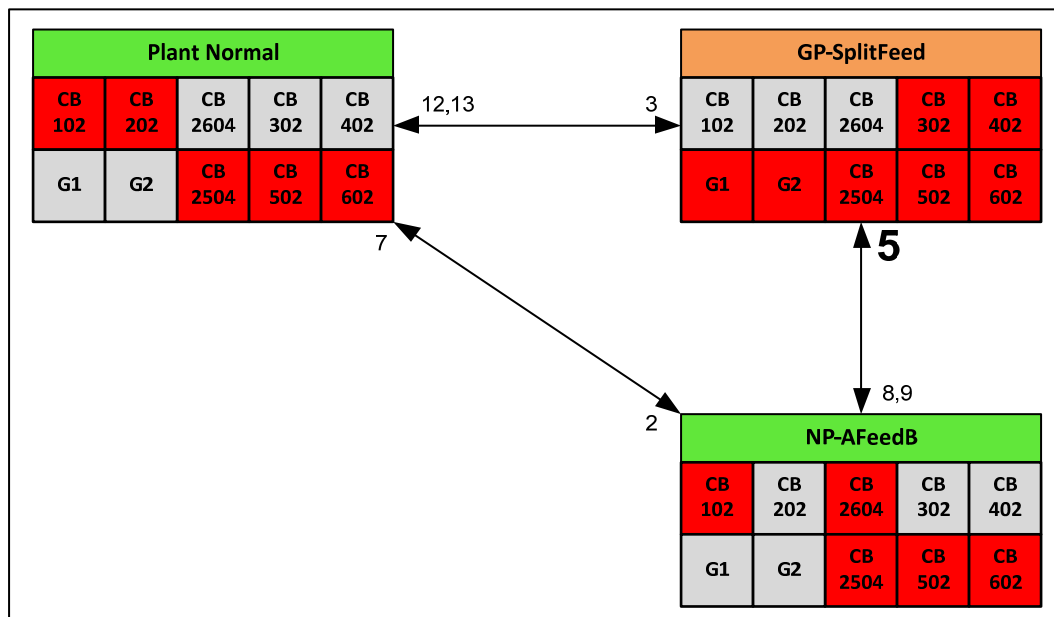 Plant Normal
CB 102
CB 202
CB 2604
CB 302
CB 402
G1
G2
CB 2504
CB 502
CB 602
12,13
3
GP-SplitFeed
CB 102
CB 202
CB 2604
CB 302
CB 402
G1
G2
CB 2504
CB 502
CB 602
7
5
2
8,9
NP-AFeedB
CB 102
CB 202
CB 2604
CB 302
CB 402
G1
G2
CB 2504
CB 502
CB 602